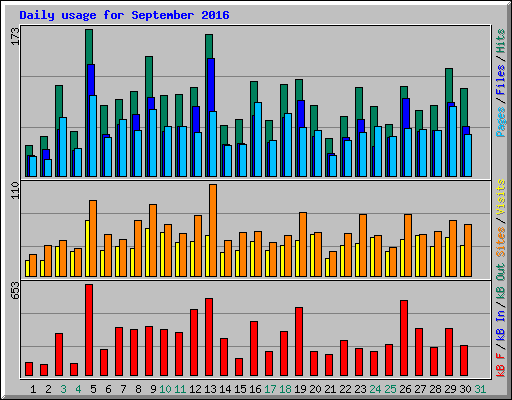 Daily usage for September 2016
173
Pages / Files / Hits
110
Sites / Visits
653
kB F / kB In / kB Out
1 2 3 4 5 6 7 8 9 10 11 12 13 14 15 16 17 18 19 20 21 22 23 24 25 26 27 28 29 30 31